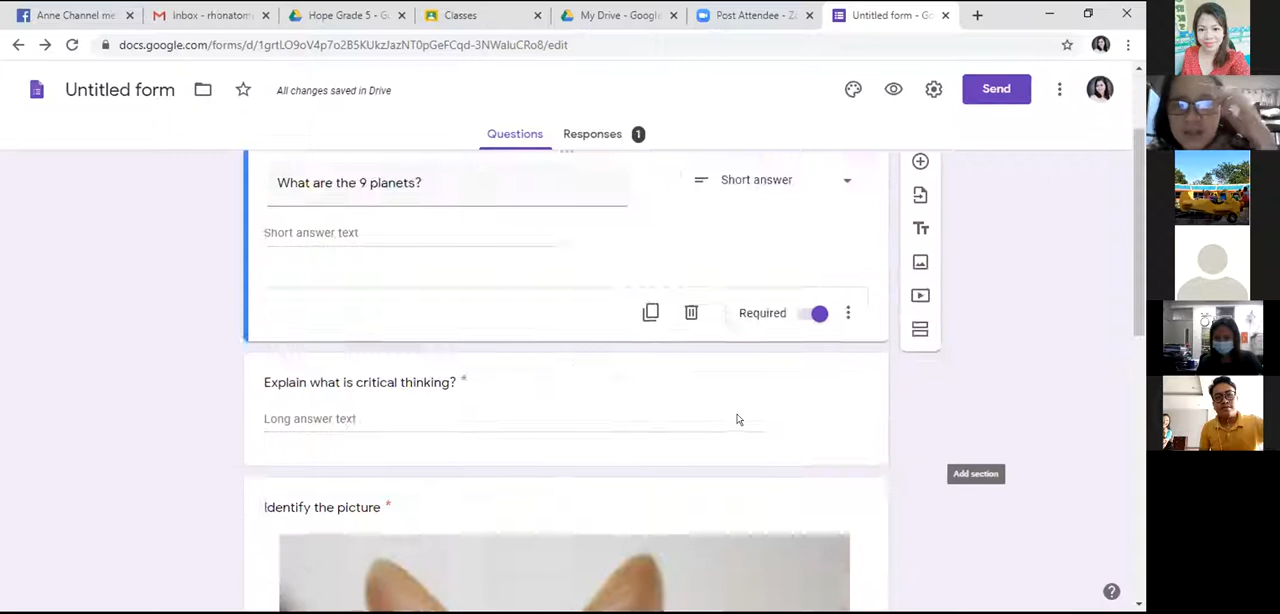 Anne Channel me
Inbox - rhonatom
Hope Grade 5 - G
Classes
My Drive - Google
Post Attendee - Z
Untitled form - Go
docs.google.com/forms/d/1grtLO9oV4p7o2B5KUkzJazNT0pGeFCqd-3NWaluCRo8/edit
Untitled form
All changes saved in Drive
Send
Questions
Responses 1
What are the 9 planets?
Short answer
Short answer text
Required
Explain what is critical thinking? *
Long answer text
Add section
Identify the picture *